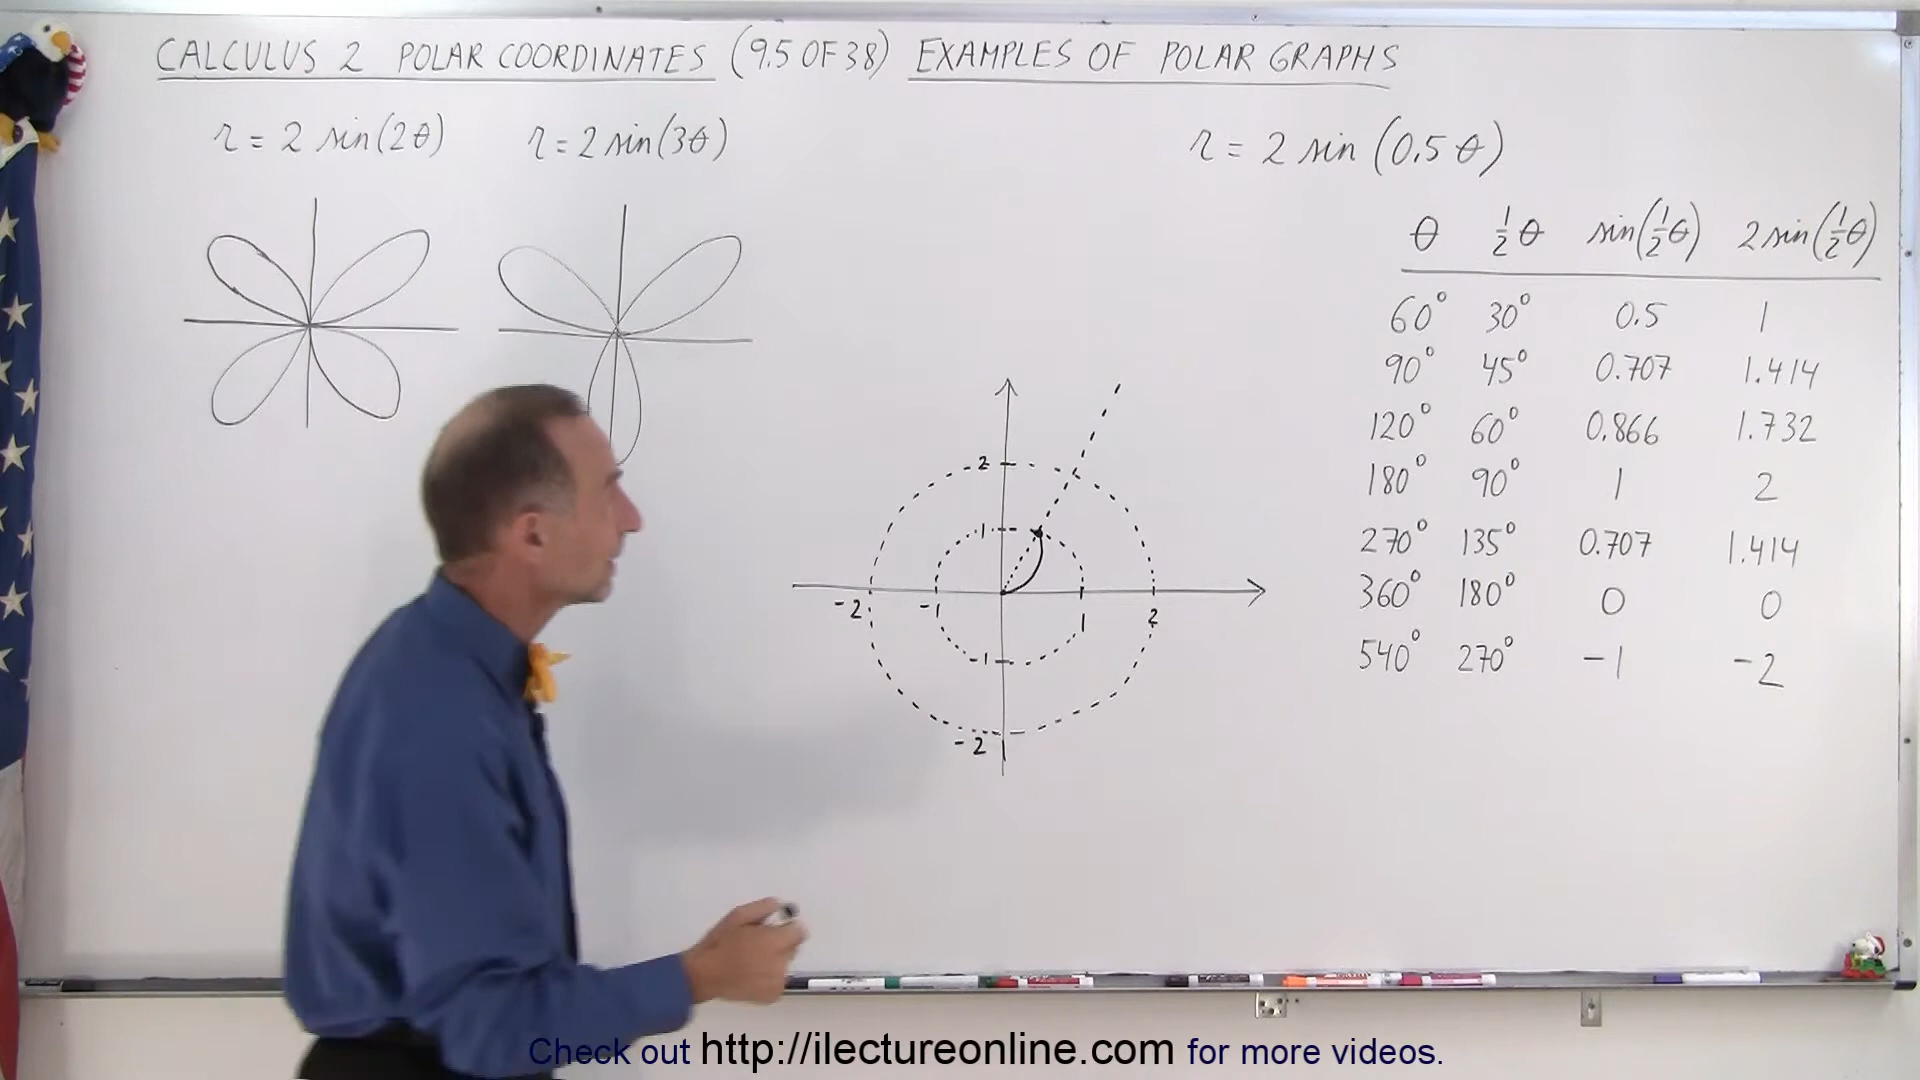 CALCULUS 2 POLAR COORDINATES (9.5 OF 38) EXAMPLES OF POLAR GRAPHS
r = 2 sin(2θ)
r = 2 sin(3θ)
r = 2 sin (0.5 θ)
θ ½θ sin(½θ) 2 sin(½θ)
60° 30° 0.5 1
90° 45° 0.707 1.414
120° 60° 0.866 1.732
180° 90° 1 2
270° 135° 0.707 1.414
360° 180° 0 0
540° 270° -1 -2
2
1
-2 -1 1 2
-1
-2
Check out http://ilectureonline.com for more videos.